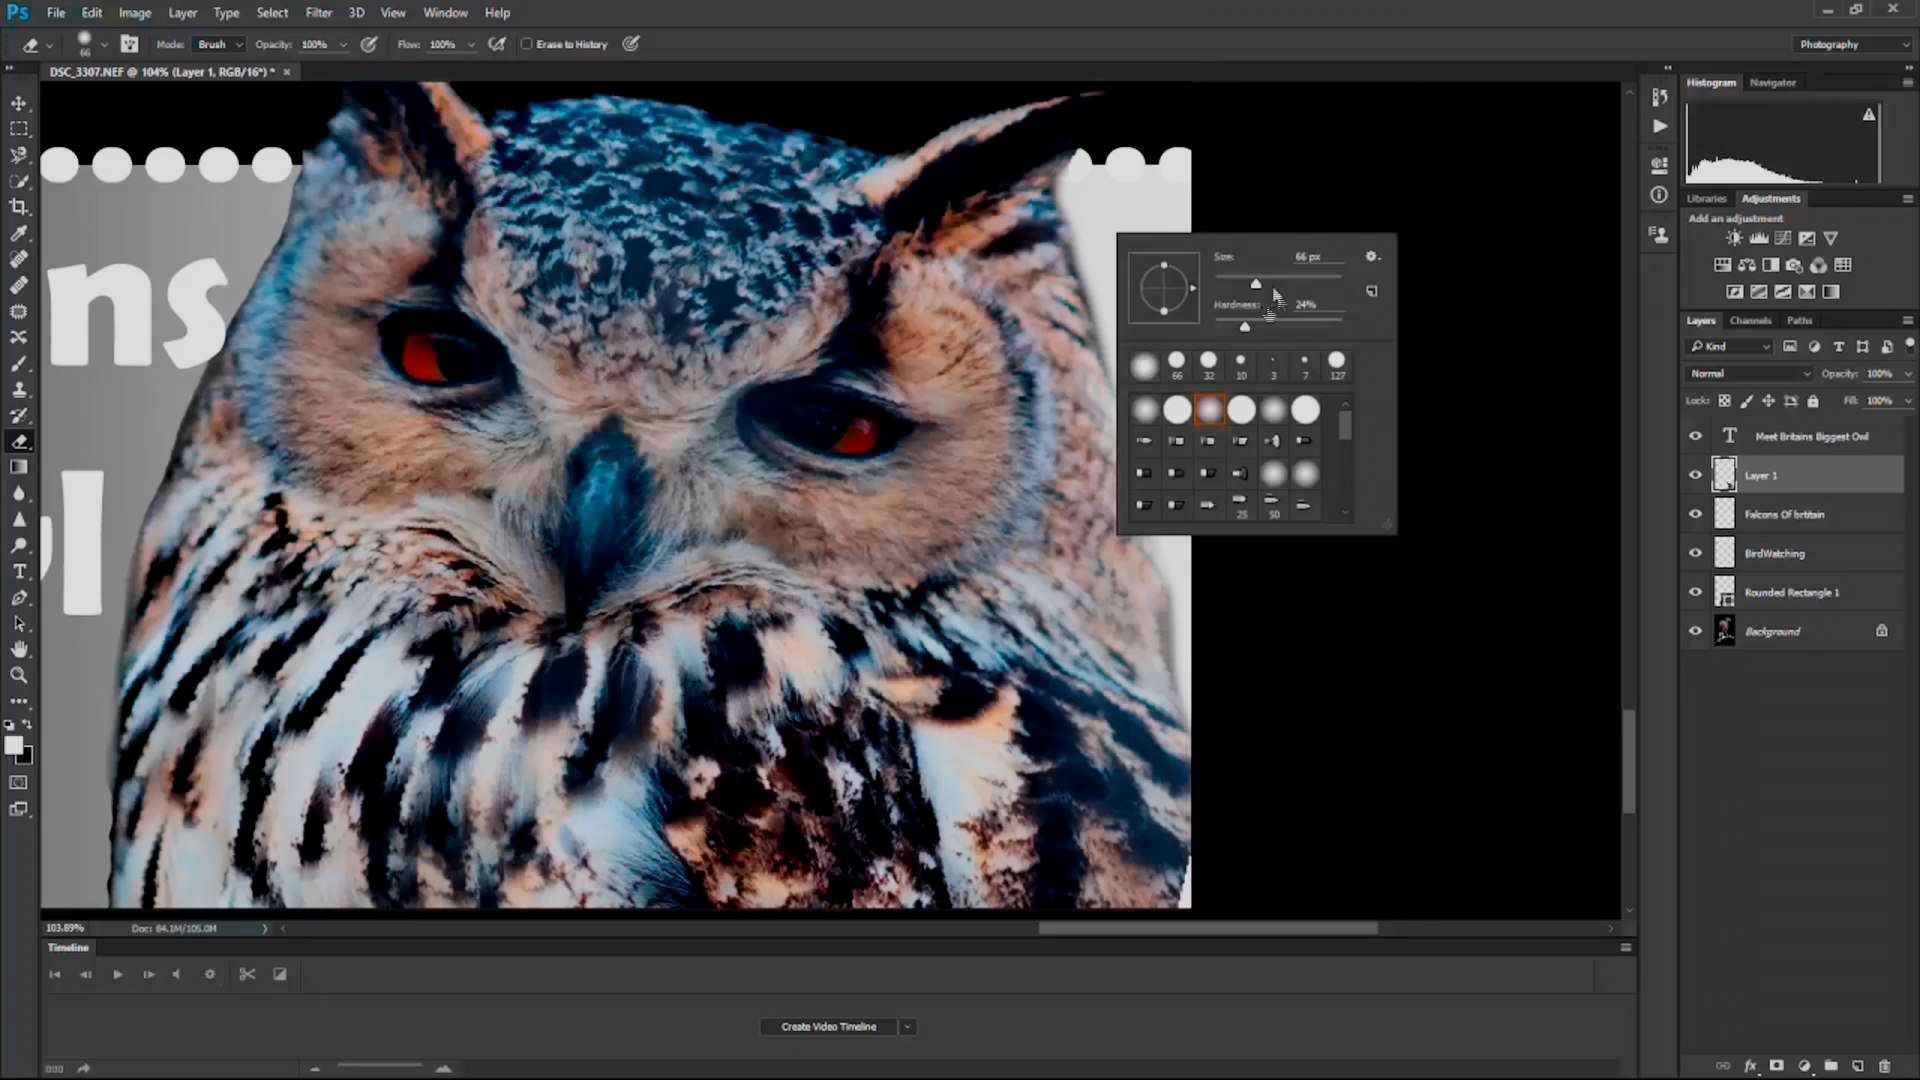 Ps File Edit Image Layer Type Select Filter 3D View Window Help
66 Mode: Brush Opacity: 100% Flow: 100% Erase to History Photography
DSC_3307.NEF @ 104% (Layer 1, RGB/16*) * ×
Histogram Navigator
Libraries Adjustments
Add an adjustment
ns
Size: 66 px
Hardness: 24%
66 32 10 3 7 127
25 50
Layers Channels Paths
Kind
Normal Opacity: 100%
Lock: Fill: 100%
T Meet Britains Biggest Owl
Layer 1
Falcons Of brtitain
BirdWatching
Rounded Rectangle 1
Background
l
103.89% Doc: 84.1M/105.0M
Timeline
Create Video Timeline